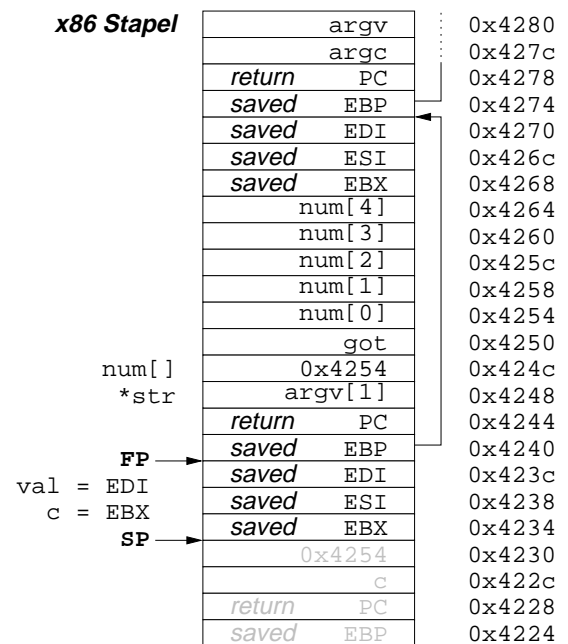 x86 Stapel argv 0x4280
argc 0x427c
return PC 0x4278
saved EBP 0x4274
saved EDI 0x4270
saved ESI 0x426c
saved EBX 0x4268
num[4] 0x4264
num[3] 0x4260
num[2] 0x425c
num[1] 0x4258
num[0] 0x4254
got 0x4250
num[] 0x4254 0x424c
*str argv[1] 0x4248
return PC 0x4244
saved EBP 0x4240
FP
saved EDI 0x423c
val = EDI
saved ESI 0x4238
c = EBX
saved EBX 0x4234
SP
0x4254 0x4230
c 0x422c
return PC 0x4228
saved EBP 0x4224